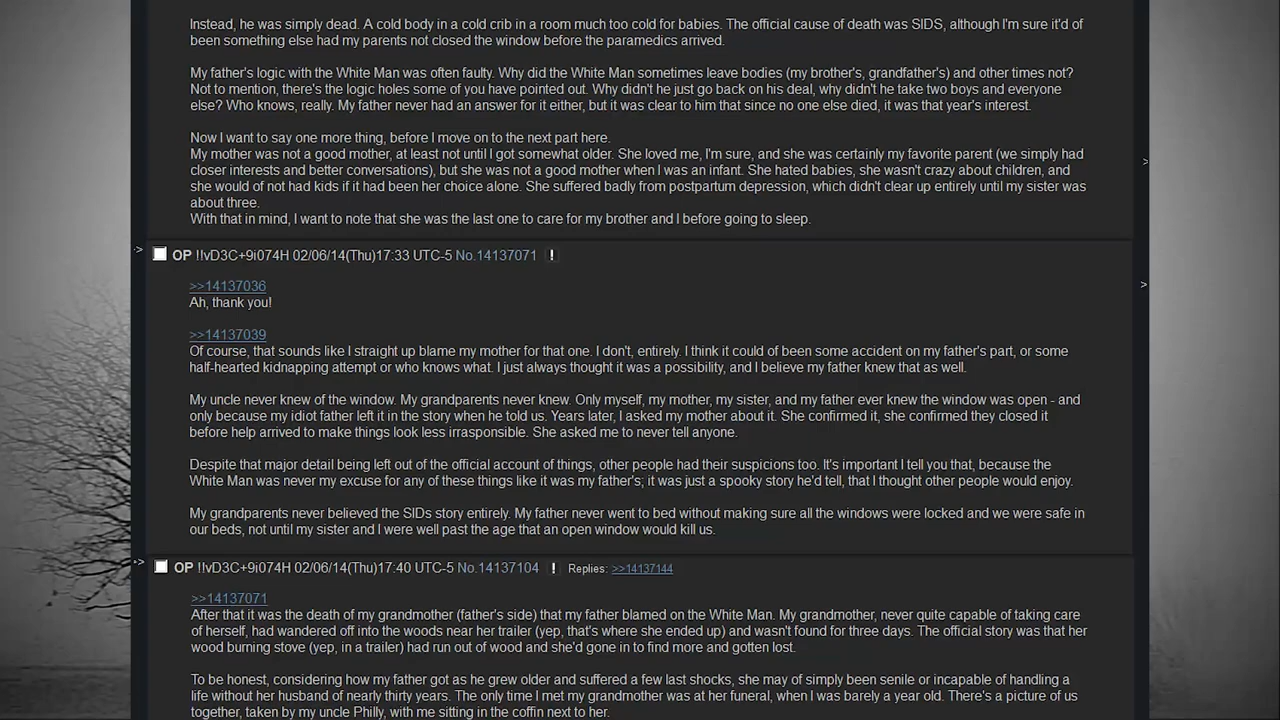 Instead, he was simply dead. A cold body in a cold crib in a room much too cold for babies. The official cause of death was SIDS, although I'm sure it'd of
been something else had my parents not closed the window before the paramedics arrived.
My father's logic with the White Man was often faulty. Why did the White Man sometimes leave bodies (my brother's, grandfather's) and other times not?
Not to mention, there's the logic holes some of you have pointed out. Why didn't he just go back on his deal, why didn't he take two boys and everyone
else? Who knows, really. My father never had an answer for it either, but it was clear to him that since no one else died, it was that year's interest.
Now I want to say one more thing, before I move on to the next part here.
My mother was not a good mother, at least not until I got somewhat older. She loved me, I'm sure, and she was certainly my favorite parent (we simply had
closer interests and better conversations), but she was not a good mother when I was an infant. She hated babies, she wasn't crazy about children, and
she would of not had kids if it had been her choice alone. She suffered badly from postpartum depression, which didn't clear up entirely until my sister was
about three.
With that in mind, I want to note that she was the last one to care for my brother and I before going to sleep.
OP !!vD3C+9i074H 02/06/14(Thu)17:33 UTC-5 No.14137071 !
>>14137036
Ah, thank you!
>>14137039
Of course, that sounds like I straight up blame my mother for that one. I don't, entirely. I think it could of been some accident on my father's part, or some
half-hearted kidnapping attempt or who knows what. I just always thought it was a possibility, and I believe my father knew that as well.
My uncle never knew of the window. My grandparents never knew. Only myself, my mother, my sister, and my father ever knew the window was open - and
only because my idiot father left it in the story when he told us. Years later, I asked my mother about it. She confirmed it, she confirmed they closed it
before help arrived to make things look less irrasponsible. She asked me to never tell anyone.
Despite that major detail being left out of the official account of things, other people had their suspicions too. It's important I tell you that, because the
White Man was never my excuse for any of these things like it was my father's; it was just a spooky story he'd tell, that I thought other people would enjoy.
My grandparents never believed the SIDs story entirely. My father never went to bed without making sure all the windows were locked and we were safe in
our beds, not until my sister and I were well past the age that an open window would kill us.
OP !!vD3C+9i074H 02/06/14(Thu)17:40 UTC-5 No.14137104 ! Replies: >>14137144
>>14137071
After that it was the death of my grandmother (father's side) that my father blamed on the White Man. My grandmother, never quite capable of taking care
of herself, had wandered off into the woods near her trailer (yep, that's where she ended up) and wasn't found for three days. The official story was that her
wood burning stove (yep, in a trailer) had run out of wood and she'd gone in to find more and gotten lost.
To be honest, considering how my father got as he grew older and suffered a few last shocks, she may of simply been senile or incapable of handling a
life without her husband of nearly thirty years. The only time I met my grandmother was at her funeral, when I was barely a year old. There's a picture of us
together, taken by my uncle Philly, with me sitting in the coffin next to her.